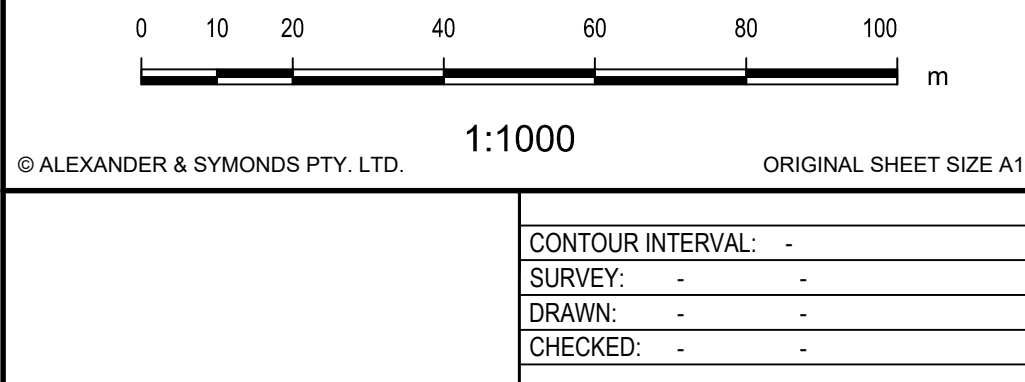 0 10 20 40 60 80 100
m
1:1000
© ALEXANDER & SYMONDS PTY. LTD. ORIGINAL SHEET SIZE A1
CONTOUR INTERVAL: -
SURVEY: - -
DRAWN: - -
CHECKED: - -